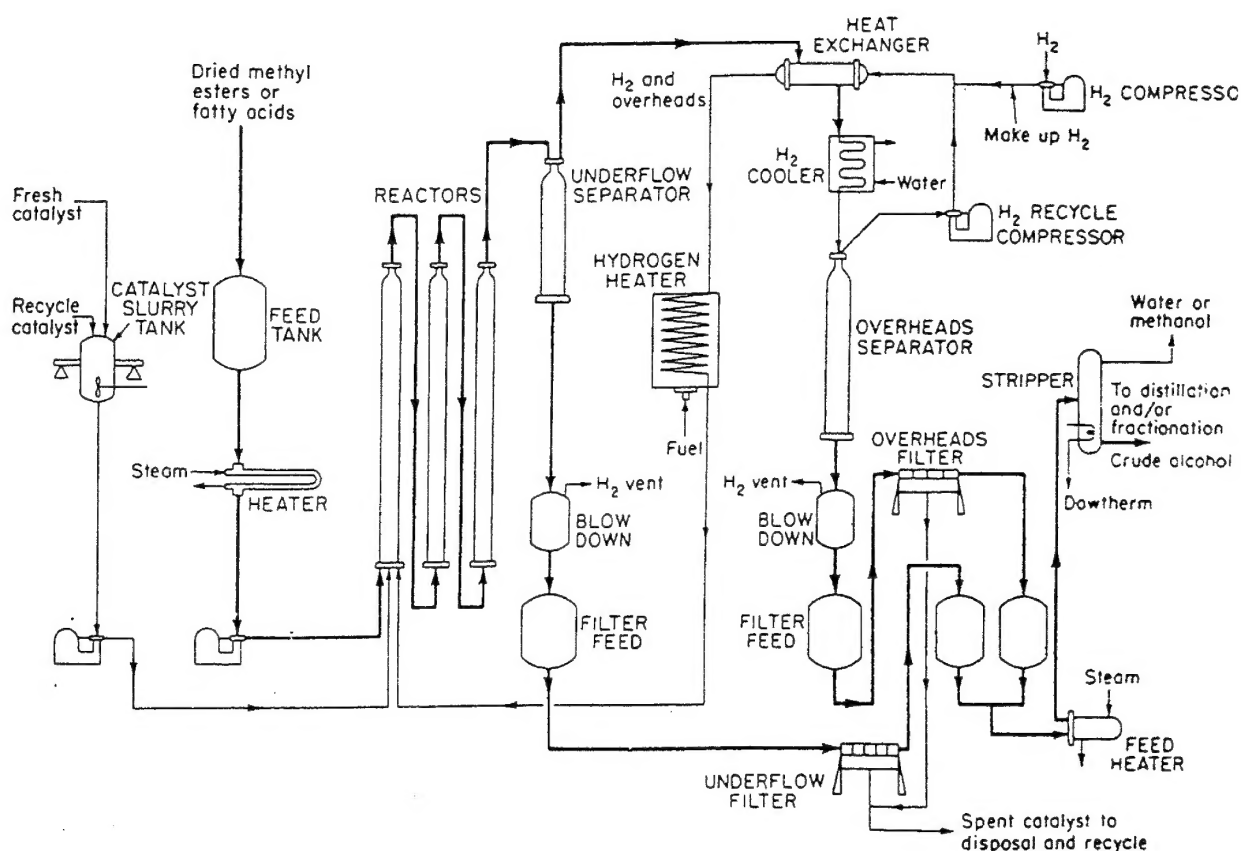 HEAT
EXCHANGER
H2
Dried methyl
esters or
fatty acids
H2 and
overheads
H2 COMPRESSOR
Make up H2
H2
COOLER
Water
Fresh
catalyst
REACTORS
UNDERFLOW
SEPARATOR
H2 RECYCLE
COMPRESSOR
HYDROGEN
HEATER
Recycle
catalyst
CATALYST
SLURRY
TANK
FEED
TANK
OVERHEADS
SEPARATOR
Water or
methanol
STRIPPER
To distillation
and/or
fractionation
Crude alcohol
Dowtherm
Steam
HEATER
Fuel
OVERHEADS
FILTER
H2 vent
BLOW
DOWN
H2 vent
BLOW
DOWN
FILTER
FEED
FILTER
FEED
Steam
FEED
HEATER
UNDERFLOW
FILTER
Spent catalyst to
disposal and recycle